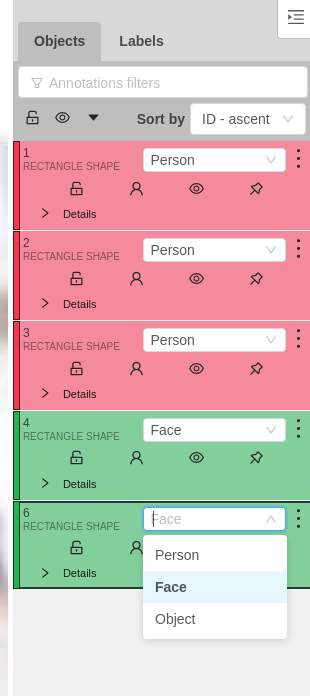 Objects Labels
Annotations filters
Sort by ID - ascent
1 Person
RECTANGLE SHAPE
Details
2 Person
RECTANGLE SHAPE
Details
3 Person
RECTANGLE SHAPE
Details
4 Face
RECTANGLE SHAPE
Details
6 Face
RECTANGLE SHAPE
Person
Details
Face
Object